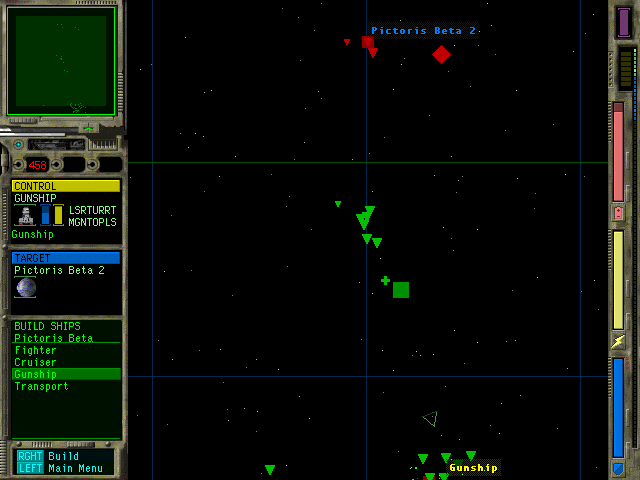 Pictoris Beta 2
458
CONTROL
GUNSHIP
LSRTURRT
MGNTOPLS
Gunship
TARGET
Pictoris Beta 2
BUILD SHIPS
Pictoris Beta
Fighter
Cruiser
Gunship
Transport
RGHT Build
LEFT Main Menu
Gunship